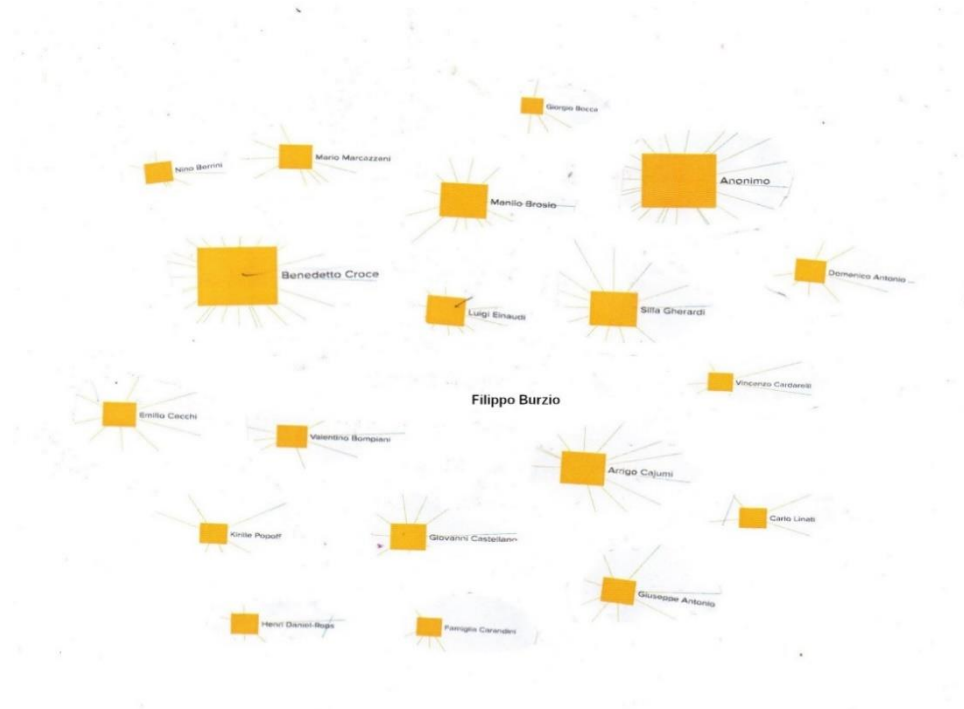 Giorgio Bocca
Nino Berrini
Mario Marcazzani
Anonimo
Manlio Brosio
Benedetto Croce
Domenico Antonio ...
Luigi Einaudi
Silla Gherardi
Vincenzo Cardarelli
Filippo Burzio
Emilio Cecchi
Valentino Bompiani
Arrigo Cajumi
Carlo Linati
Kirille Popoff
Giovanni Castellano
Giuseppe Antonio
Henri Daniel-Rops
Famiglia Carandini